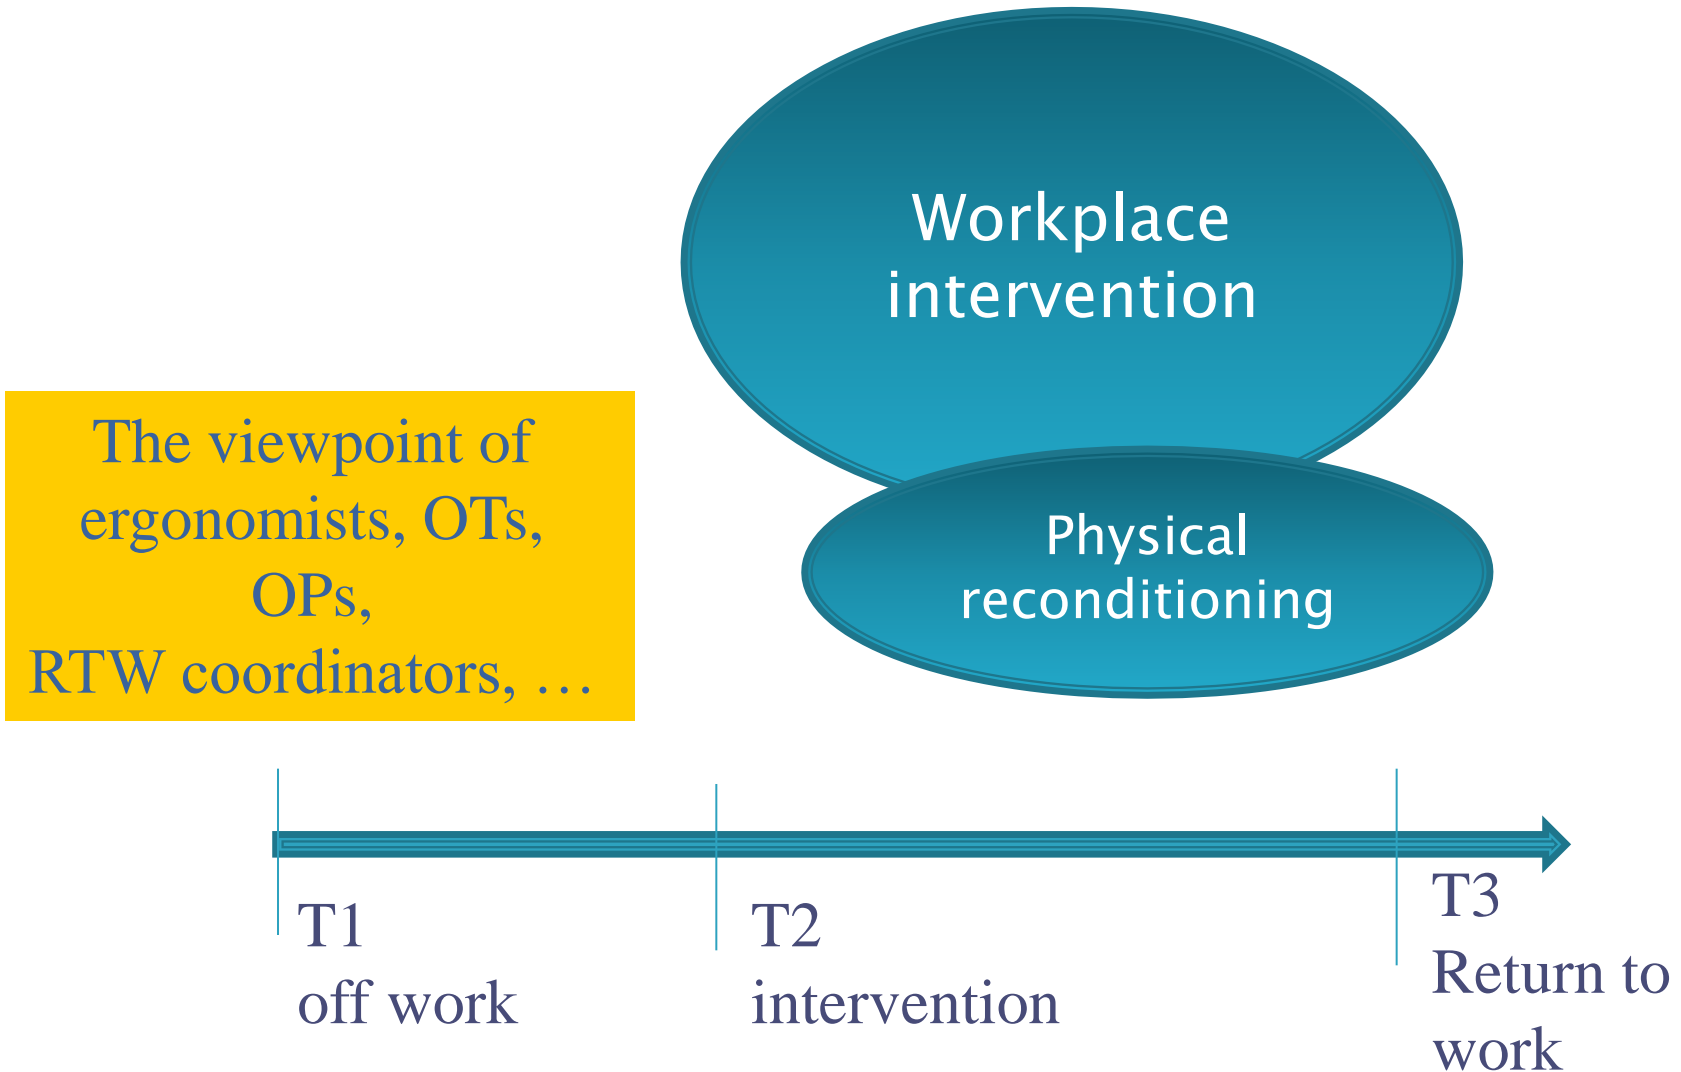 Workplace
intervention
The viewpoint of
ergonomists, OTs,
OPs,
RTW coordinators, …
Physical
reconditioning
T1
off work
T2
intervention
T3
Return to
work